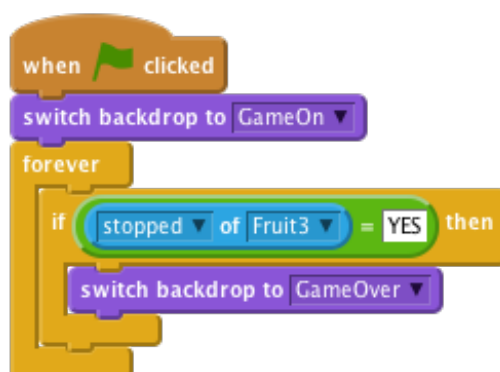 when clicked
switch backdrop to GameOn
forever
if stopped of Fruit3 = YES then
switch backdrop to GameOver